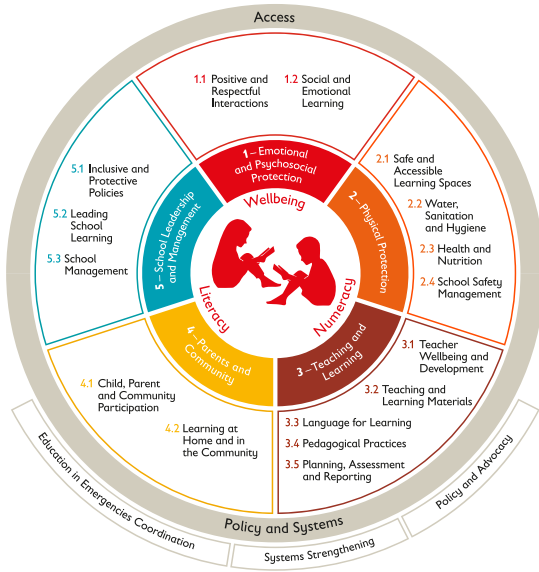 Access
1.1 Positive and
Respectful
Interactions
1.2 Social and
Emotional
Learning
2.1 Safe and
Accessible
Learning Spaces
2.2 Water,
Sanitation
and Hygiene
2.3 Health and
Nutrition
2.4 School Safety
Management
3.1 Teacher
Wellbeing and
Development
3.2 Teaching and
Learning Materials
3.3 Language for Learning
3.4 Pedagogical Practices
3.5 Planning, Assessment
and Reporting
4.1 Child, Parent
and Community
Participation
4.2 Learning at
Home and in
the Community
5.1 Inclusive and
Protective
Policies
5.2 Leading
School
Learning
5.3 School
Management
1 – Emotional
and Psychosocial
Protection
2 – Physical Protection
3 – Teaching and
Learning
4 – Parents and
Community
5 – School Leadership
and Management
Wellbeing
Numeracy
Literacy
Policy and Systems
Education in Emergencies Coordination
Systems Strengthening
Policy and Advocacy